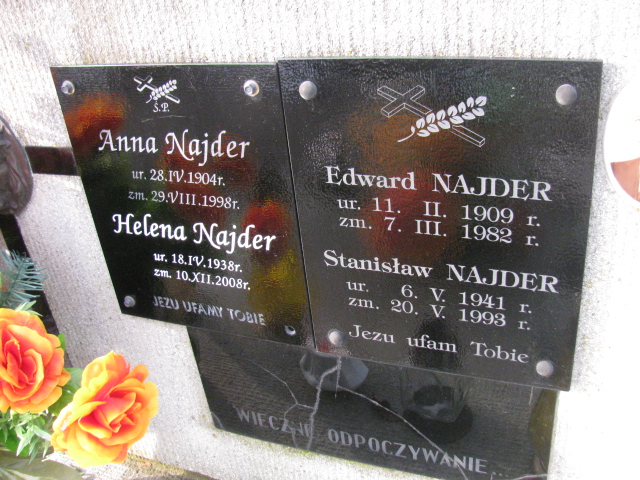 Ś.P.
Anna Najder
ur. 28.IV.1904r.
zm. 29.VIII.1998r.
Helena Najder
ur. 18.IV.1938r.
zm. 10.XII.2008r.
JEZU UFAMY TOBIE
Edward NAJDER
ur. 11. II. 1909 r.
zm. 7. III. 1982 r.
Stanisław NAJDER
ur. 6. V. 1941 r.
zm. 20. V. 1993 r.
Jezu ufam Tobie
WIECZNE ODPOCZYWANIE...